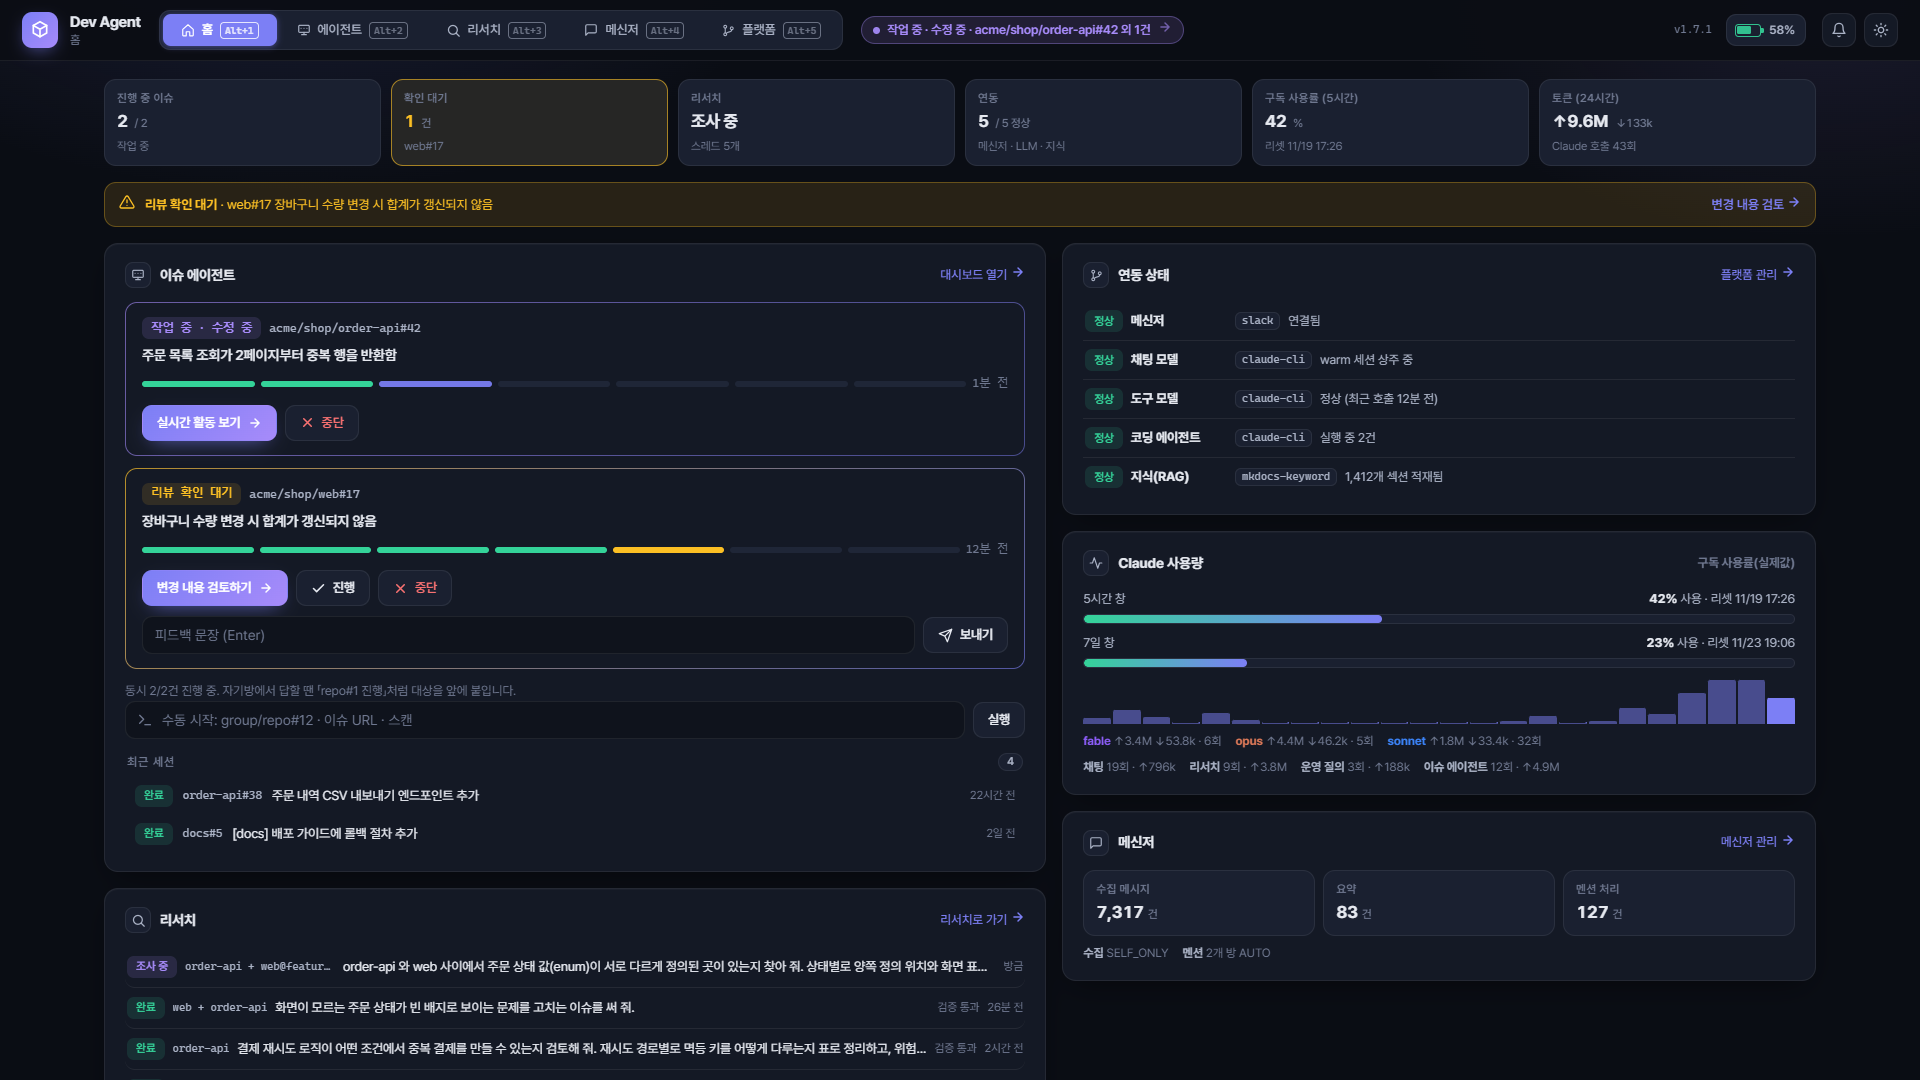 Dev Agent
홈
홈 Alt+1
에이전트 Alt+2
리서치 Alt+3
메신저 Alt+4
플랫폼 Alt+5
작업 중 · 수정 중 · acme/shop/order-api#42 외 1건
v1.7.1
58%
진행 중 이슈
2 / 2
작업 중
확인 대기
1 건
web#17
리서치
조사 중
스레드 5개
연동
5 / 5 정상
메신저 · LLM · 지식
구독 사용률 (5시간)
42 %
리셋 11/19 17:26
토큰 (24시간)
↑9.6M ↓133k
Claude 호출 43회
리뷰 확인 대기 · web#17 장바구니 수량 변경 시 합계가 갱신되지 않음
변경 내용 검토
이슈 에이전트
대시보드 열기
작업 중 · 수정 중 acme/shop/order-api#42
주문 목록 조회가 2페이지부터 중복 행을 반환함
1분 전
실시간 활동 보기
중단
리뷰 확인 대기 acme/shop/web#17
장바구니 수량 변경 시 합계가 갱신되지 않음
12분 전
변경 내용 검토하기
진행
중단
피드백 문장 (Enter)
보내기
동시 2/2건 진행 중. 자기방에서 답할 땐 「repo#1 진행」처럼 대상을 앞에 붙입니다.
수동 시작: group/repo#12 · 이슈 URL · 스캔
실행
최근 세션
4
완료 order-api#38 주문 내역 CSV 내보내기 엔드포인트 추가 22시간 전
완료 docs#5 [docs] 배포 가이드에 롤백 절차 추가 2일 전
리서치
리서치로 가기
조사 중 order-api + web@featur… order-api 와 web 사이에서 주문 상태 값(enum)이 서로 다르게 정의된 곳이 있는지 찾아 줘. 상태별로 양쪽 정의 위치와 화면 표… 방금
완료 web + order-api 화면이 모르는 주문 상태가 빈 배지로 보이는 문제를 고치는 이슈를 써 줘. 검증 통과 26분 전
완료 order-api 결제 재시도 로직이 어떤 조건에서 중복 결제를 만들 수 있는지 검토해 줘. 재시도 경로별로 멱등 키를 어떻게 다루는지 표로 정리하고, 위험… 검증 통과 2시간 전
연동 상태
플랫폼 관리
정상 메신저 slack 연결됨
정상 채팅 모델 claude-cli warm 세션 상주 중
정상 도구 모델 claude-cli 정상 (최근 호출 12분 전)
정상 코딩 에이전트 claude-cli 실행 중 2건
정상 지식(RAG) mkdocs-keyword 1,412개 섹션 적재됨
Claude 사용량
구독 사용률(실제값)
5시간 창
42% 사용 · 리셋 11/19 17:26
7일 창
23% 사용 · 리셋 11/23 19:06
fable ↑3.4M ↓53.8k · 6회 opus ↑4.4M ↓46.2k · 5회 sonnet ↑1.8M ↓33.4k · 32회
채팅 19회 · ↑796k 리서치 9회 · ↑3.8M 운영 질의 3회 · ↑188k 이슈 에이전트 12회 · ↑4.9M
메신저
메신저 관리
수집 메시지
7,317 건
요약
83 건
멘션 처리
127 건
수집 SELF_ONLY 멘션 2개 방 AUTO